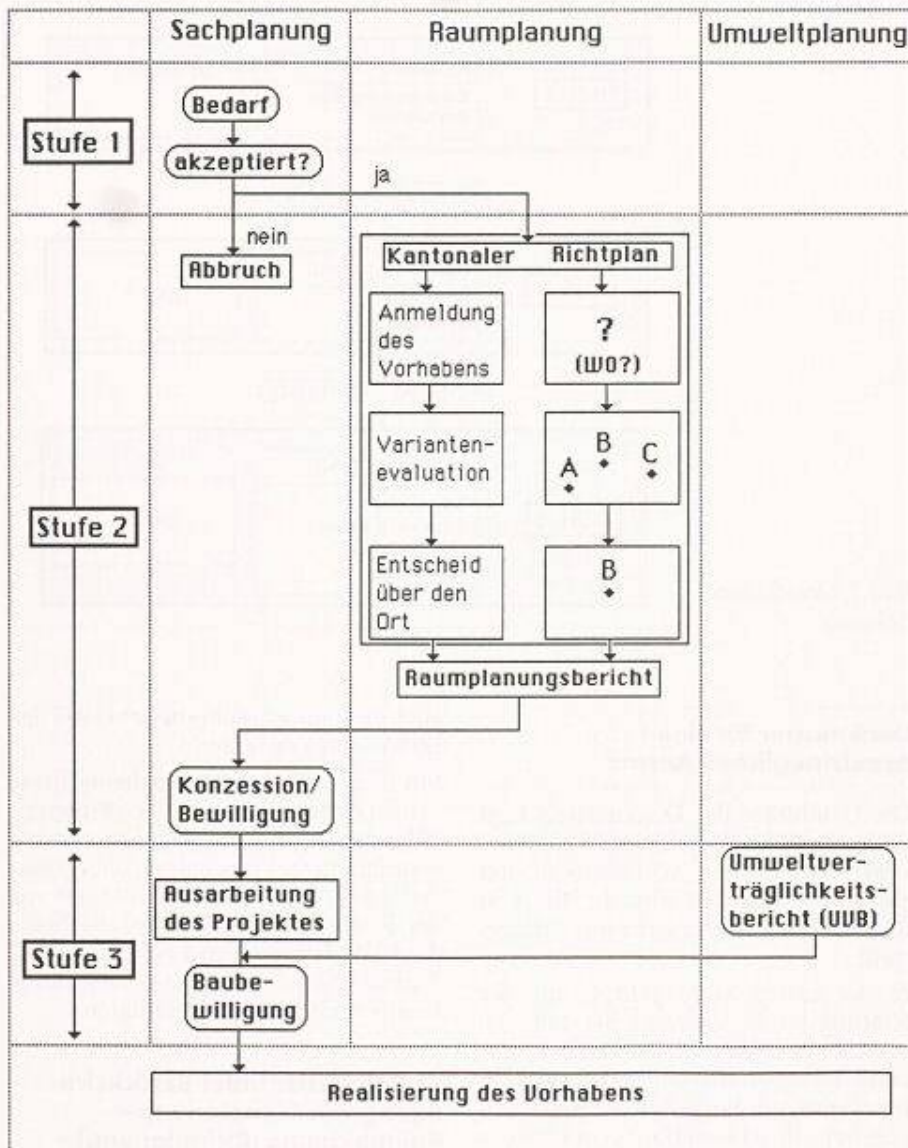 Sachplanung Raumplanung Umweltplanung
Stufe 1
Bedarf
akzeptiert?
ja
nein
Abbruch
Stufe 2
Kantonaler Richtplan
Anmeldung
des
Vorhabens
?
(WO?)
Varianten-
evaluation
A B C
Entscheid
über den
Ort
B
Raumplanungsbericht
Konzession/
Bewilligung
Stufe 3
Ausarbeitung
des Projektes
Umweltver-
träglichkeits-
bericht (UVB)
Baube-
willigung
Realisierung des Vorhabens